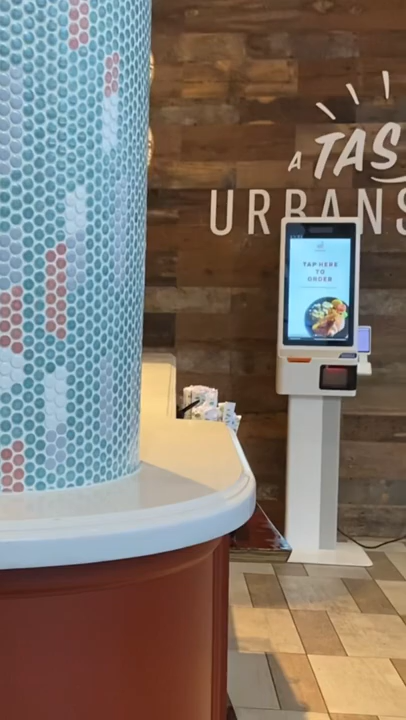 A TAS
URBANS
TAP HERE
TO
ORDER